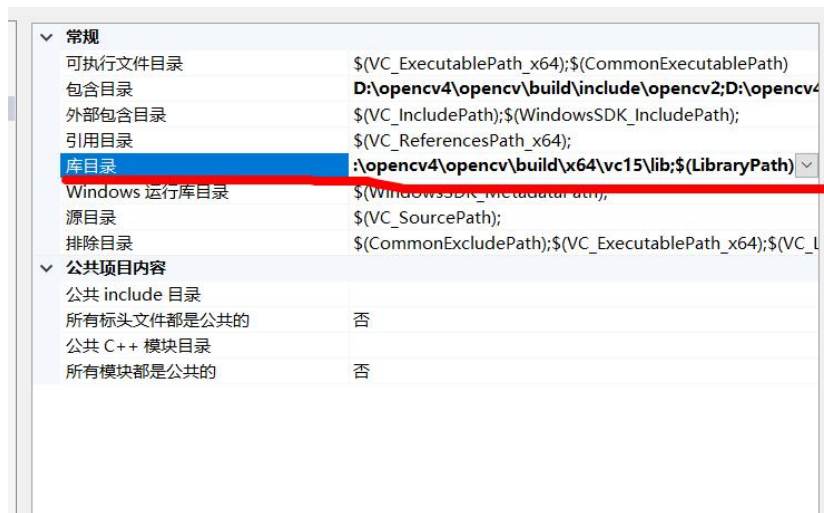 常规
可执行文件目录 $(VC_ExecutablePath_x64);$(CommonExecutablePath)
包含目录 D:\opencv4\opencv\build\include\opencv2;D:\opencv4
外部包含目录 $(VC_IncludePath);$(WindowsSDK_IncludePath);
引用目录 $(VC_ReferencesPath_x64);
库目录 :\opencv4\opencv\build\x64\vc15\lib;$(LibraryPath)
Windows 运行库目录 $(WindowsSDK_MetadataPath);
源目录 $(VC_SourcePath);
排除目录 $(CommonExcludePath);$(VC_ExecutablePath_x64);$(VC_L
公共项目内容
公共 include 目录
所有标头文件都是公共的 否
公共 C++ 模块目录
所有模块都是公共的 否